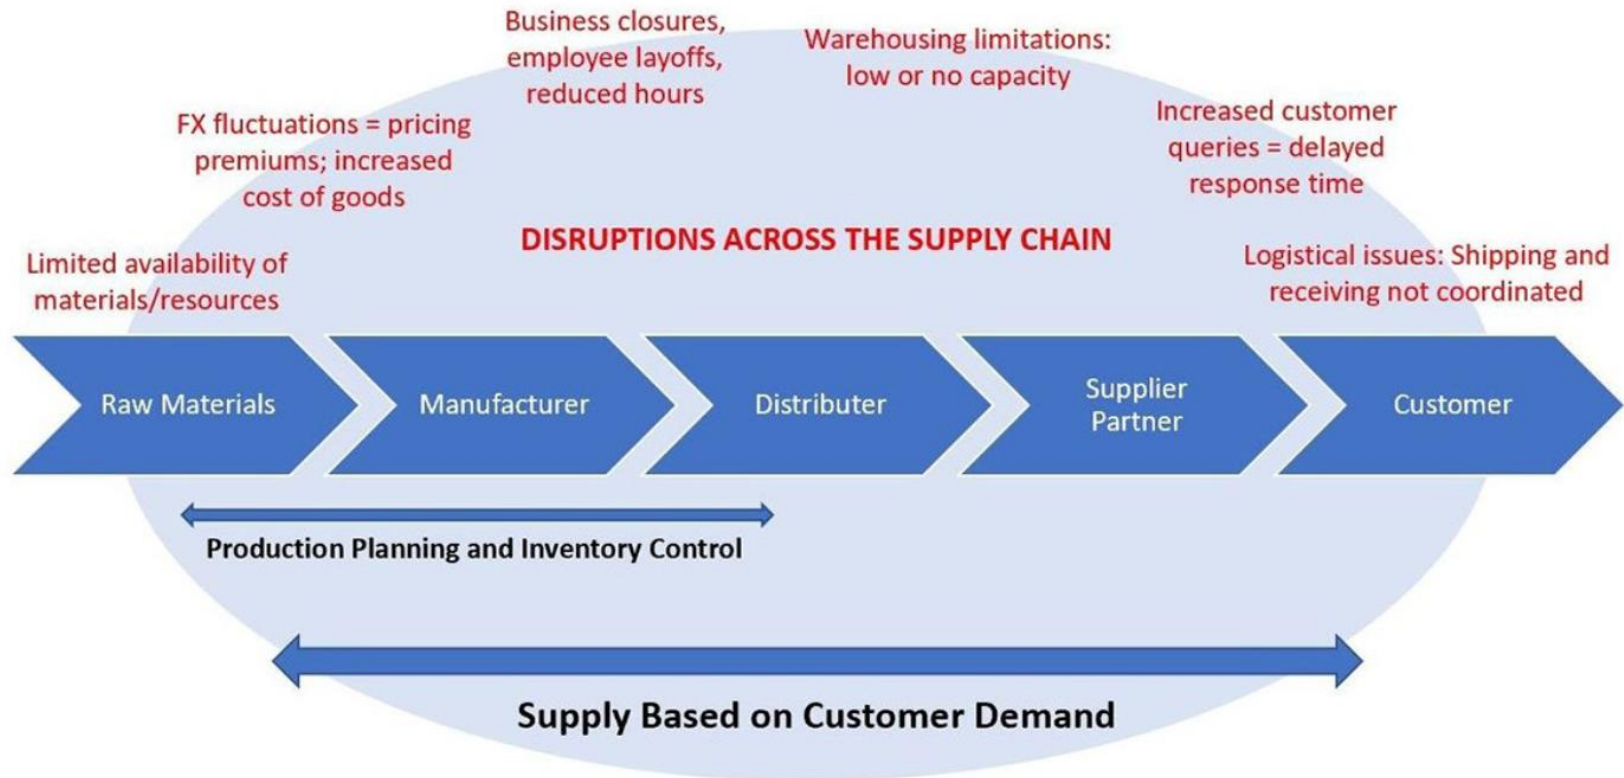 Business closures,
employee layoffs,
reduced hours
Warehousing limitations:
low or no capacity
FX fluctuations = pricing
premiums; increased
cost of goods
Increased customer
queries = delayed
response time
DISRUPTIONS ACROSS THE SUPPLY CHAIN
Limited availability of
materials/resources
Logistical issues: Shipping and
receiving not coordinated
Raw Materials
Manufacturer
Distributer
Supplier
Partner
Customer
Production Planning and Inventory Control
Supply Based on Customer Demand